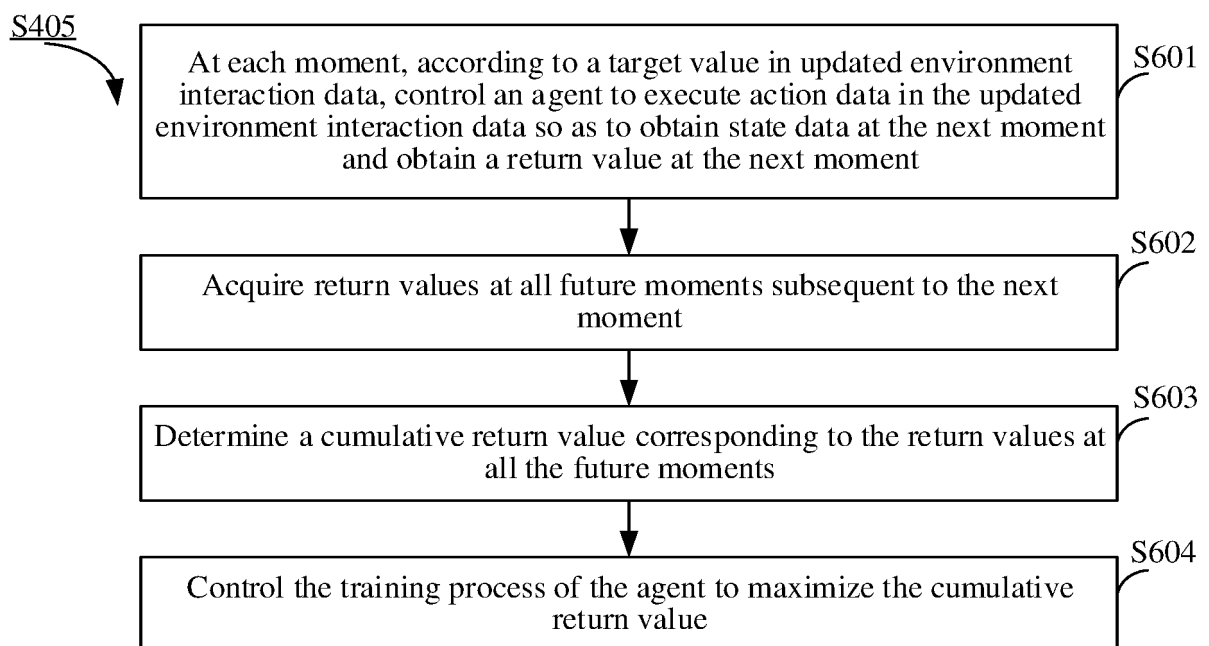 S405
At each moment, according to a target value in updated environment
interaction data, control an agent to execute action data in the updated
environment interaction data so as to obtain state data at the next moment
and obtain a return value at the next moment
S601
Acquire return values at all future moments subsequent to the next
moment
S602
Determine a cumulative return value corresponding to the return values at
all the future moments
S603
Control the training process of the agent to maximize the cumulative
return value
S604